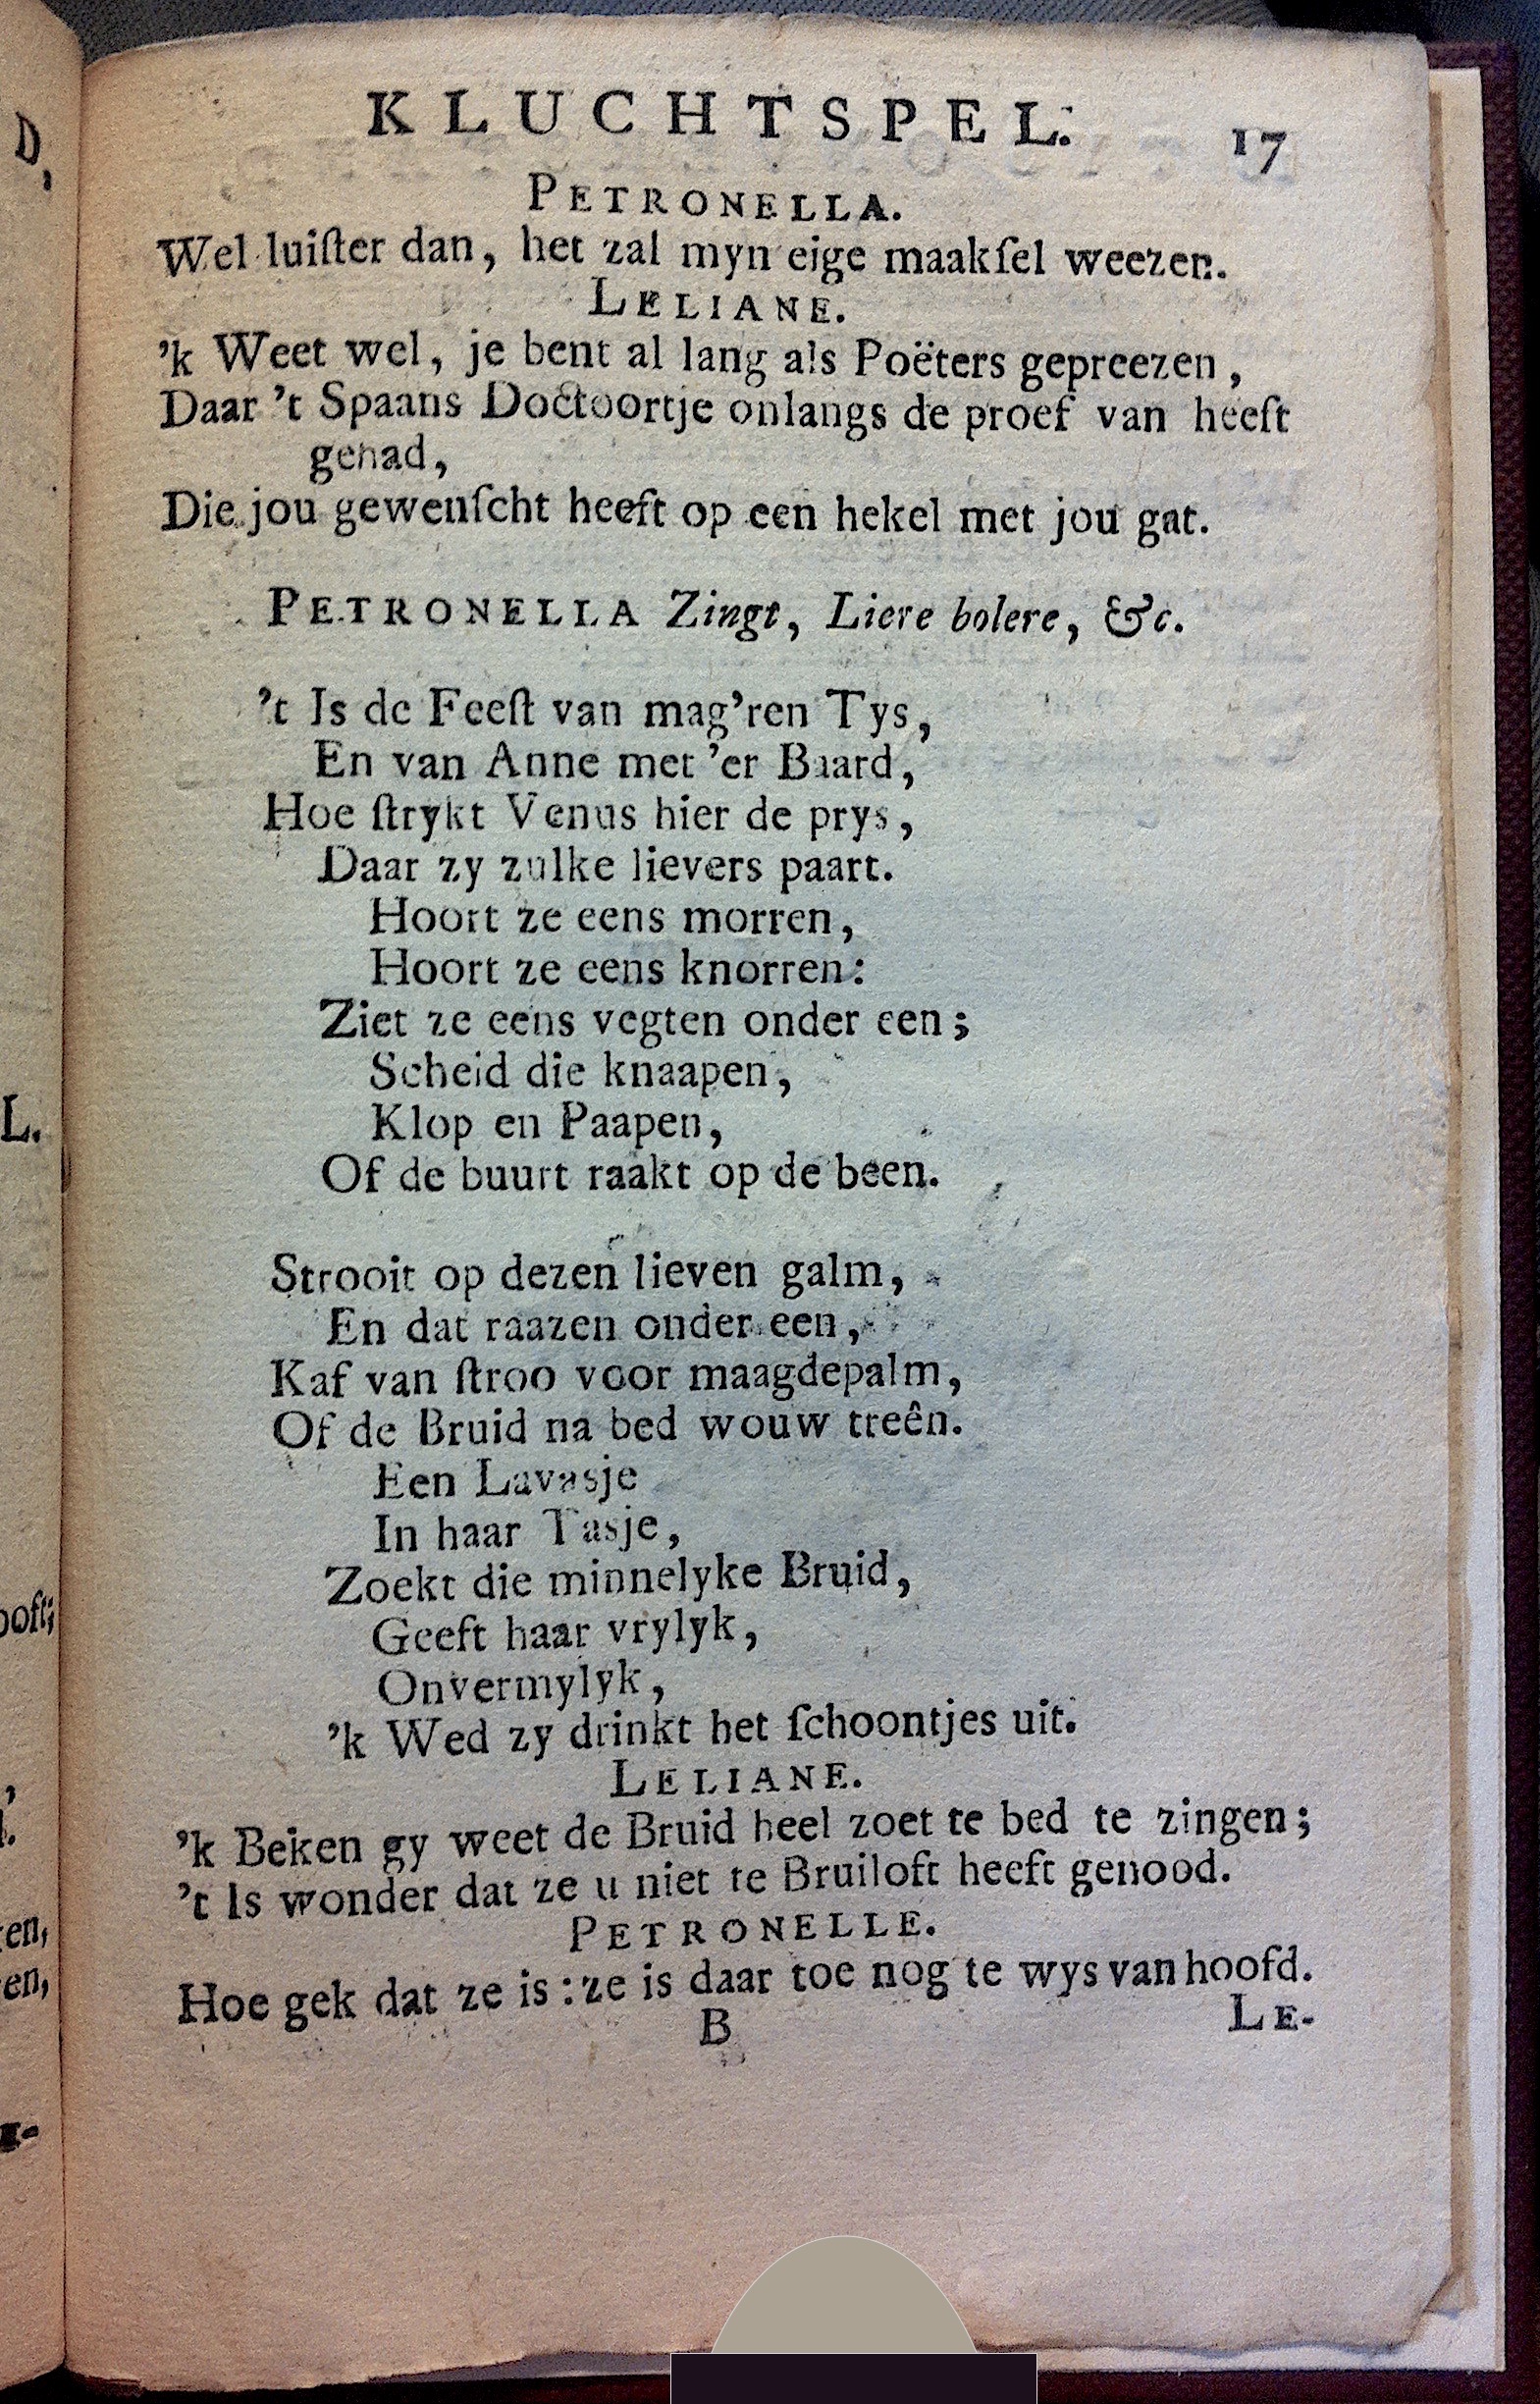 KLUCHTSPEL. 17
PETRONELLA.
Wel luiſter dan, het zal myn eige maakſel weezen.
LELIANE.
'k Weet wel, je bent al lang als Poëters gepreezen,
Daar 't Spaans Doctoortje onlangs de proef van heeft
gehad,
Die jou gewenſcht heeft op een hekel met jou gat.
PETRONELLA Zingt, Liere bolere, &c.
't Is de Feeſt van mag'ren Tys,
En van Anne met 'er Baard,
Hoe ſtrykt Venus hier de prys,
Daar zy zulke lievers paart.
Hoort ze eens morren,
Hoort ze eens knorren:
Ziet ze eens vegten onder een;
Scheid die knaapen,
Klop en Paapen,
Of de buurt raakt op de been.
Strooit op dezen lieven galm,
En dat raazen onder een,
Kaf van ſtroo voor maagdepalm,
Of de Bruid na bed wouw treên.
Een Lavasje
In haar Tasje,
Zoekt die minnelyke Bruid,
Geeft haar vrylyk,
Onvermylyk,
'k Wed zy drinkt het ſchoontjes uit.
LELIANE.
'k Beken gy weet de Bruid heel zoet te bed te zingen;
't Is wonder dat ze u niet te Bruiloft heeft genood.
PETRONELLE.
Hoe gek dat ze is: ze is daar toe nog te wys van hoofd.
B LE-